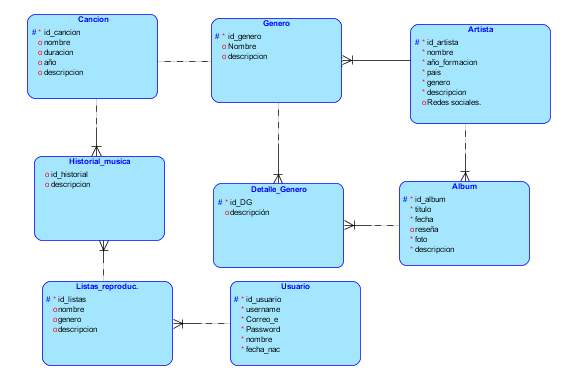 Cancion
# * id_cancion
o nombre
o duracion
o año
o descripcion
Genero
# * id_genero
o Nombre
o descripcion
Artista
# * id_artista
* nombre
* año_formacion
* pais
* genero
* descripcion
o Redes sociales.
Historial_musica
o id_historial
o descripcion
Detalle_Genero
# * id_DG
o descripción
Album
# * id_album
* titulo
* fecha
o reseña
* foto
* descripcion
Listas_reproduc.
# * id_listas
o nombre
o genero
o descripcion
Usuario
# * id_usuario
* username
* Correo_e
* Password
* nombre
* fecha_nac